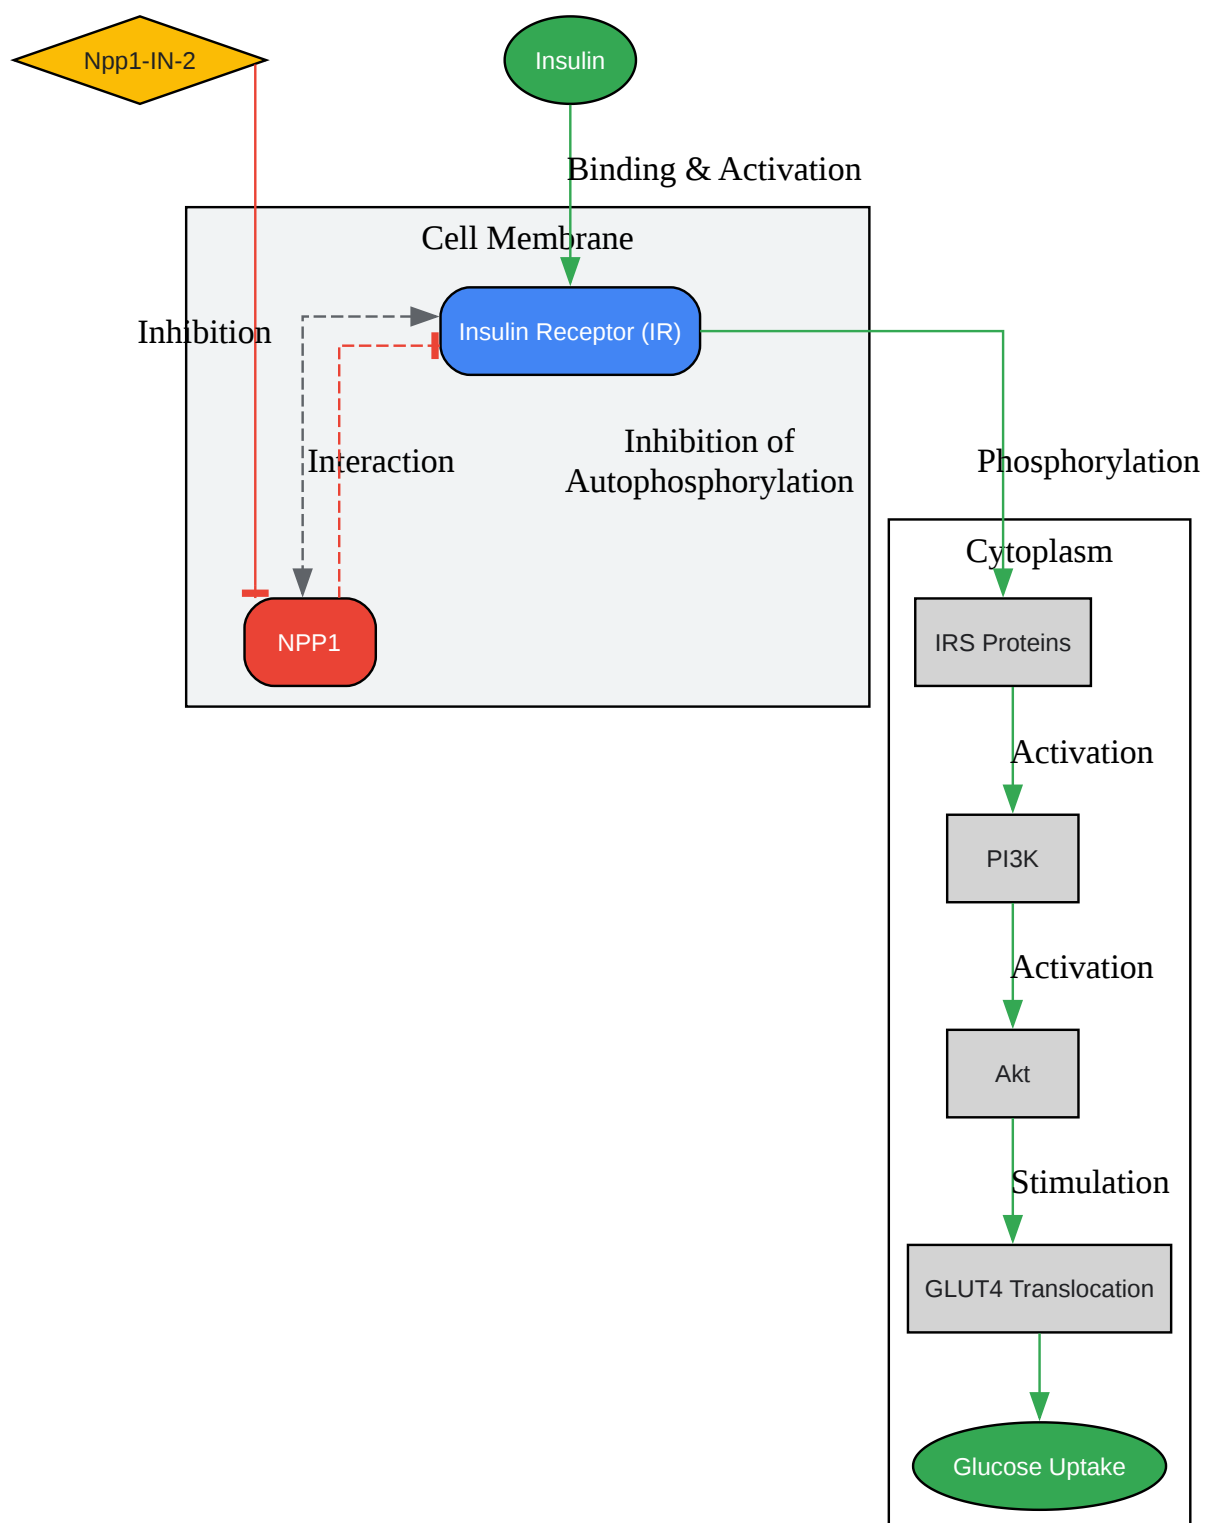 Npp1-IN-2
Insulin
Binding & Activation
Cell Membrane
Inhibition
Insulin Receptor (IR)
Interaction
Inhibition of
Autophosphorylation
Phosphorylation
Cytoplasm
NPP1
IRS Proteins
Activation
PI3K
Activation
Akt
Stimulation
GLUT4 Translocation
Glucose Uptake